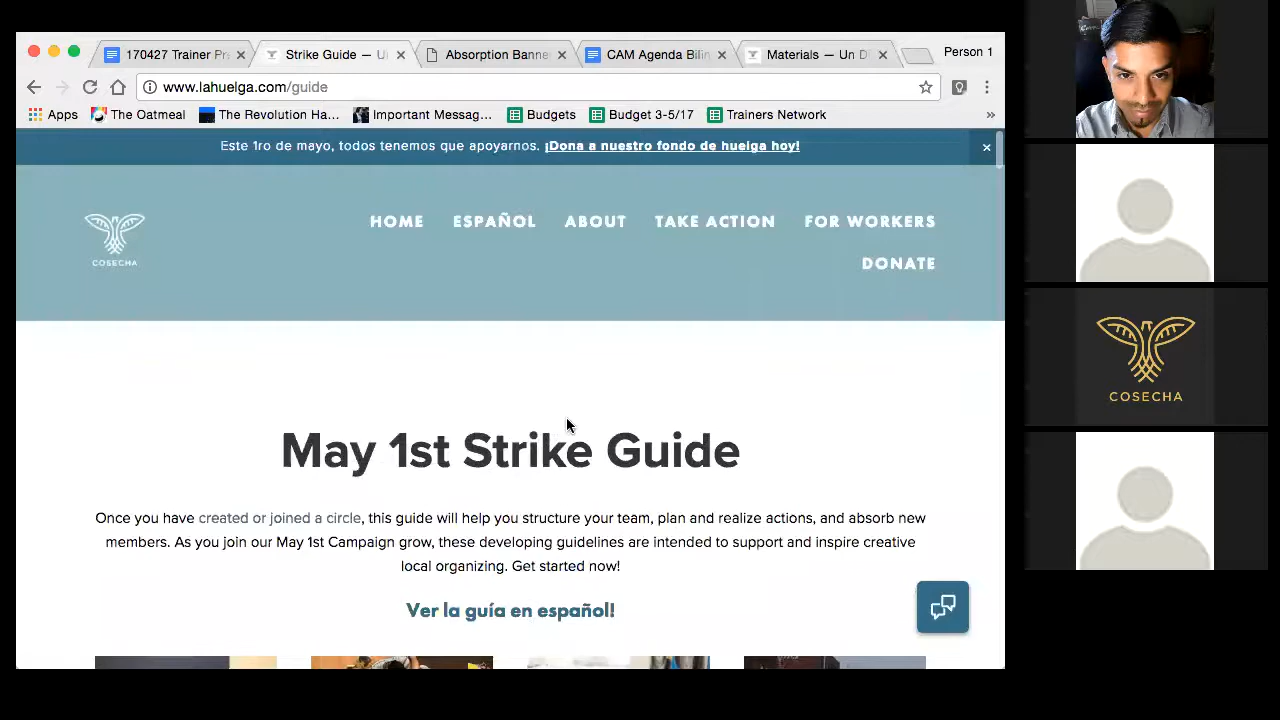 170427 Trainer Pr
Strike Guide — U
Absorption Banne
CAM Agenda Bilin
Materials — Un D
Person 1
www.lahuelga.com/guide
Apps
The Oatmeal
The Revolution Ha...
Important Messag...
Budgets
Budget 3-5/17
Trainers Network
»
Este 1ro de mayo, todos tenemos que apoyarnos. ¡Dona a nuestro fondo de huelga hoy!
COSECHA
HOME ESPAÑOL ABOUT TAKE ACTION FOR WORKERS
DONATE
May 1st Strike Guide
Once you have created or joined a circle, this guide will help you structure your team, plan and realize actions, and absorb new
members. As you join our May 1st Campaign grow, these developing guidelines are intended to support and inspire creative
local organizing. Get started now!
Ver la guía en español!
COSECHA